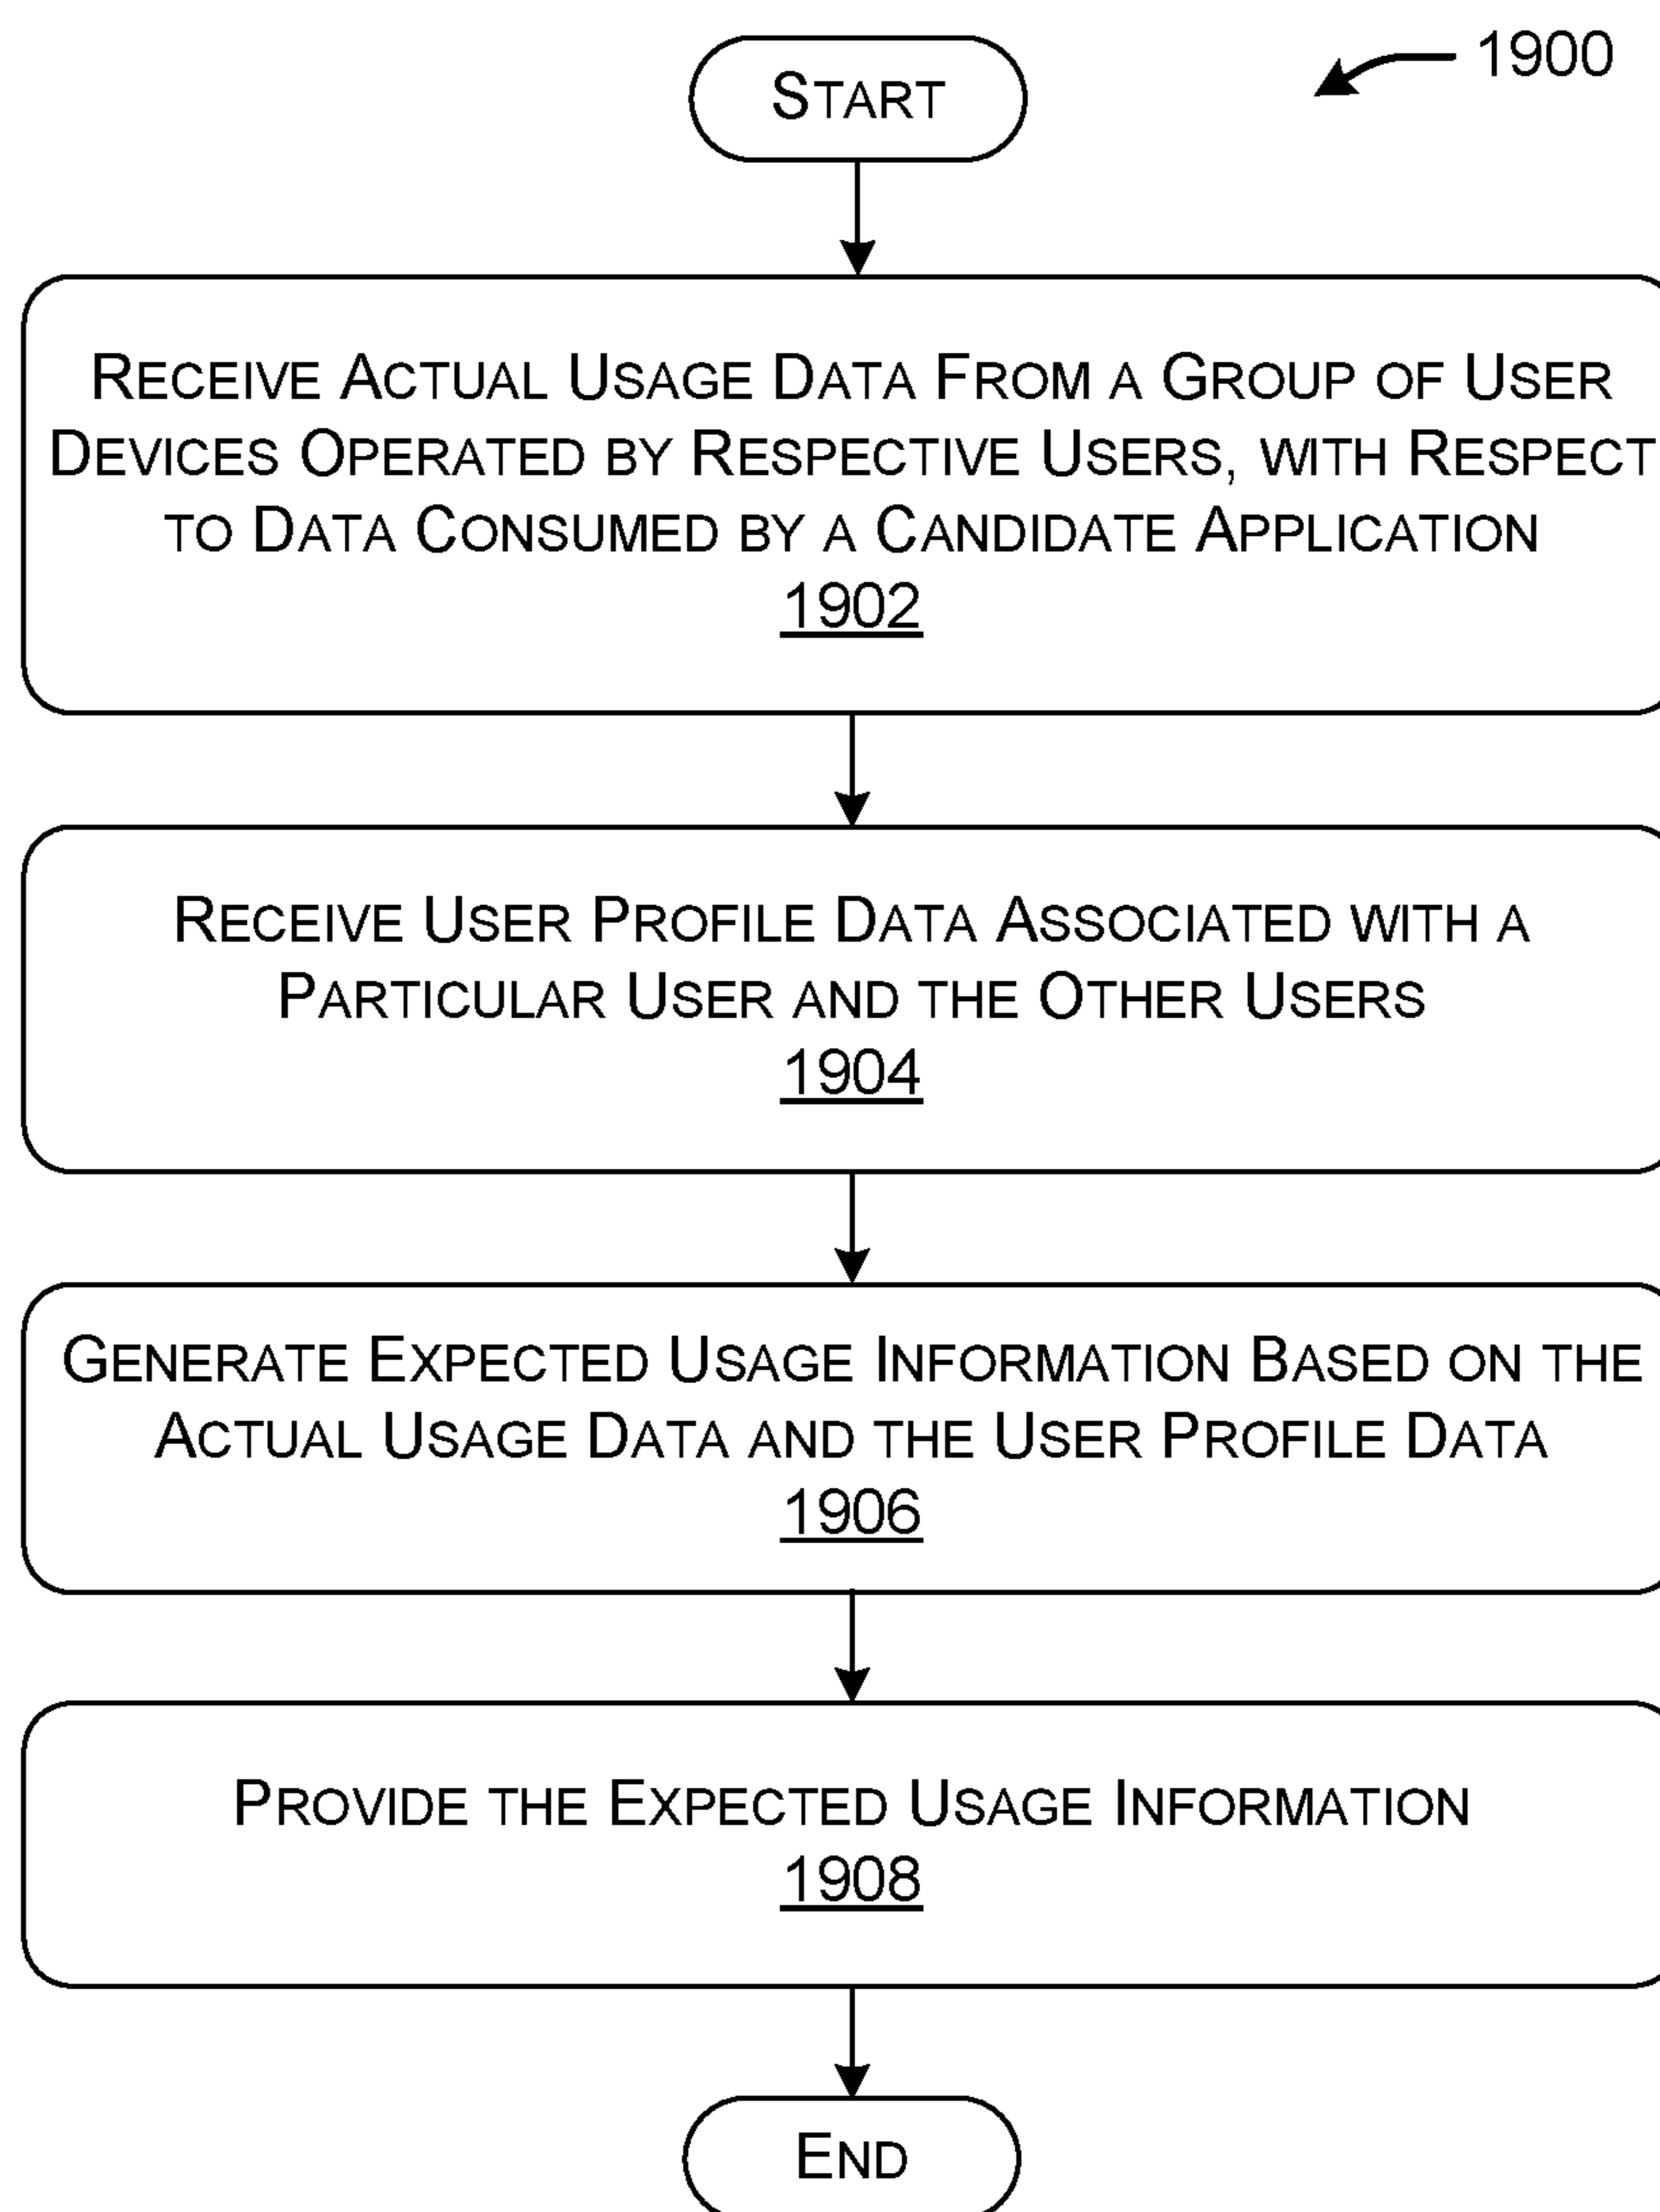 START
1900
RECEIVE ACTUAL USAGE DATA FROM A GROUP OF USER
DEVICES OPERATED BY RESPECTIVE USERS, WITH RESPECT
TO DATA CONSUMED BY A CANDIDATE APPLICATION
1902
RECEIVE USER PROFILE DATA ASSOCIATED WITH A
PARTICULAR USER AND THE OTHER USERS
1904
GENERATE EXPECTED USAGE INFORMATION BASED ON THE
ACTUAL USAGE DATA AND THE USER PROFILE DATA
1906
PROVIDE THE EXPECTED USAGE INFORMATION
1908
END